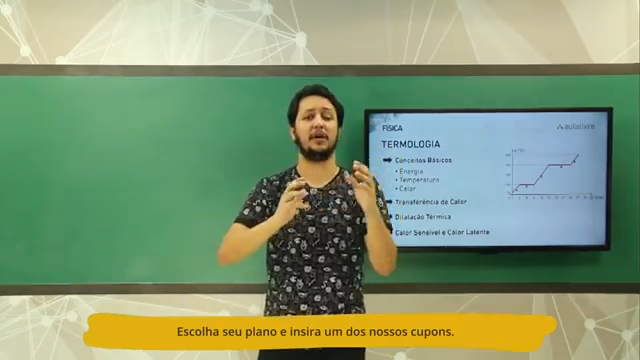 FÍSICA
aulalivre
TERMOLOGIA
Conceitos Básicos
• Energia
• Temperatura
• Calor
Transferência de Calor
Dilatação Térmica
Calor Sensível e Calor Latente
Escolha seu plano e insira um dos nossos cupons.